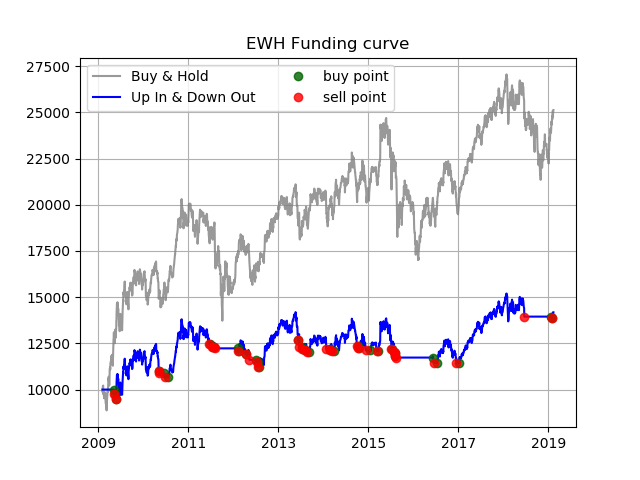 EWH Funding curve
27500
25000
22500
20000
17500
15000
12500
10000
Buy & Hold
Up In & Down Out
buy point
sell point
2009 2011 2013 2015 2017 2019